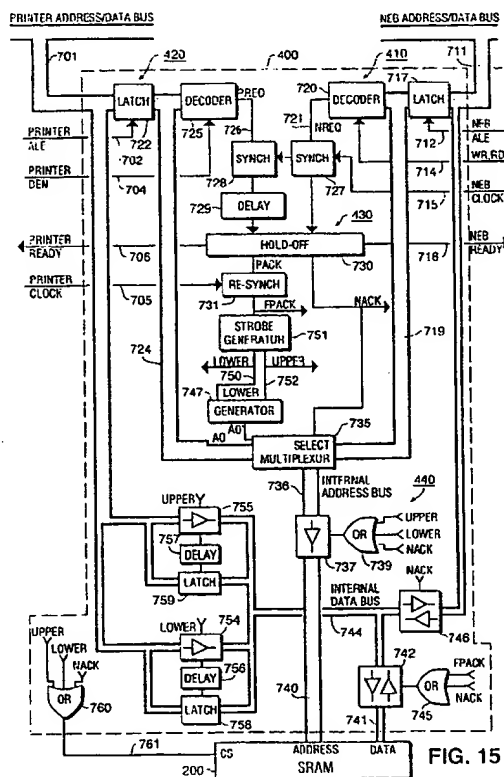 PRINTER ADDRESS/DATA BUS
NEB ADDRESS/DATA BUS
701
420
400
410
717
711
LATCH
DECODER
PREQ
720
DECODER
LATCH
722
725
726
721
NREQ
PRINTER ALE
702
712
NEB ALE
SYNCH
SYNCH
714
WR,RD
PRINTER DEN
704
728
727
715
NEB CLOCK
729
DELAY
430
HOLD-OFF
PRINTER READY
706
730
718
NEB READY
PACK
PRINTER CLOCK
705
RE-SYNCH
731
FPACK
NACK
STROBE GENERATOR
751
724
719
LOWER
UPPER
750
752
747
LOWER
GENERATOR
735
A0
A0
SELECT
MULTIPLEXOR
736
INTERNAL ADDRESS BUS
440
UPPER
755
UPPER
LOWER
NACK
OR
737
739
757
DELAY
NACK
LATCH
759
INTERNAL DATA BUS
744
746
LOWER
754
742
FPACK
NACK
UPPER
LOWER
NACK
DELAY
756
740
OR
745
OR
760
LATCH
758
741
761
CS
ADDRESS
DATA
200
SRAM
FIG. 15